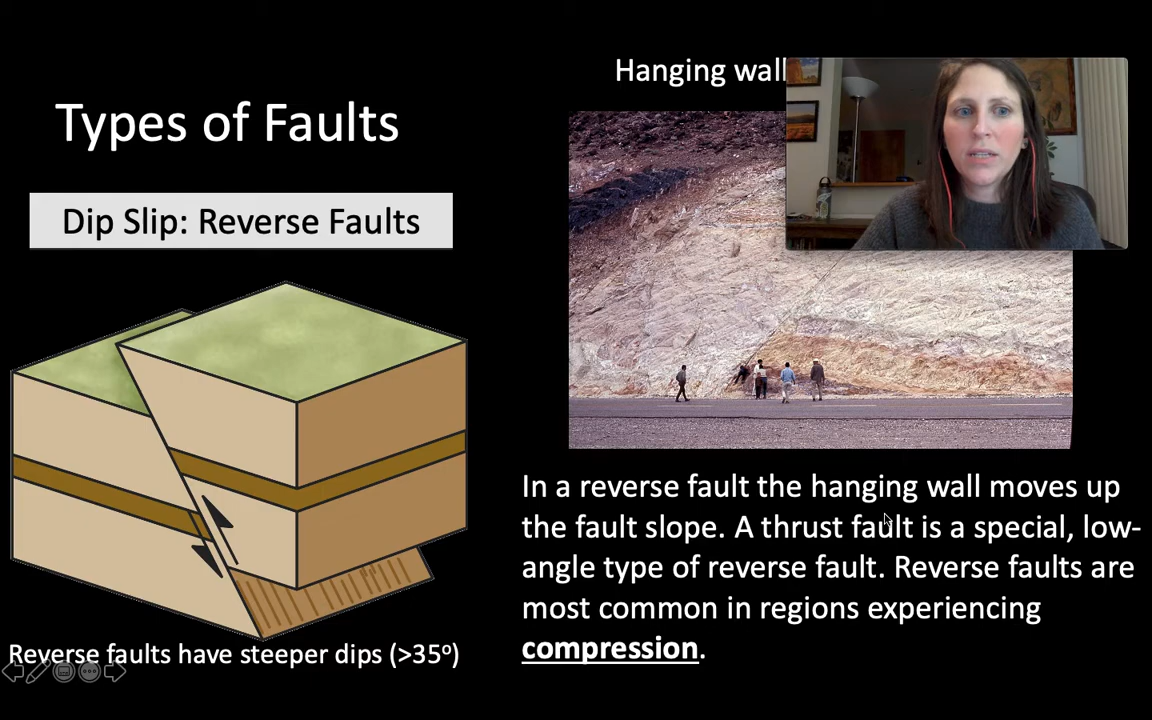 Hanging wall
Types of Faults
Dip Slip: Reverse Faults
In a reverse fault the hanging wall moves up
the fault slope. A thrust fault is a special, low-
angle type of reverse fault. Reverse faults are
most common in regions experiencing
compression.
Reverse faults have steeper dips (>35º)